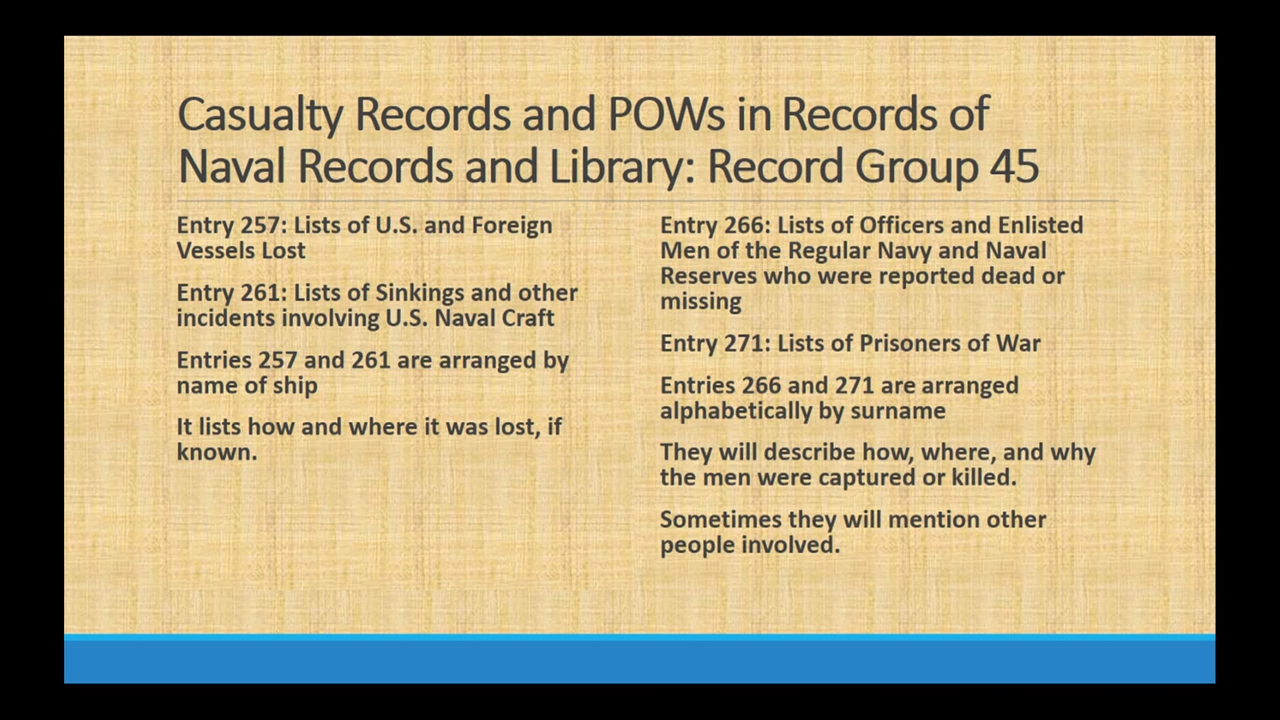 Casualty Records and POWs in Records of
Naval Records and Library: Record Group 45
Entry 257: Lists of U.S. and Foreign
Vessels Lost
Entry 261: Lists of Sinkings and other
incidents involving U.S. Naval Craft
Entries 257 and 261 are arranged by
name of ship
It lists how and where it was lost, if
known.
Entry 266: Lists of Officers and Enlisted
Men of the Regular Navy and Naval
Reserves who were reported dead or
missing
Entry 271: Lists of Prisoners of War
Entries 266 and 271 are arranged
alphabetically by surname
They will describe how, where, and why
the men were captured or killed.
Sometimes they will mention other
people involved.